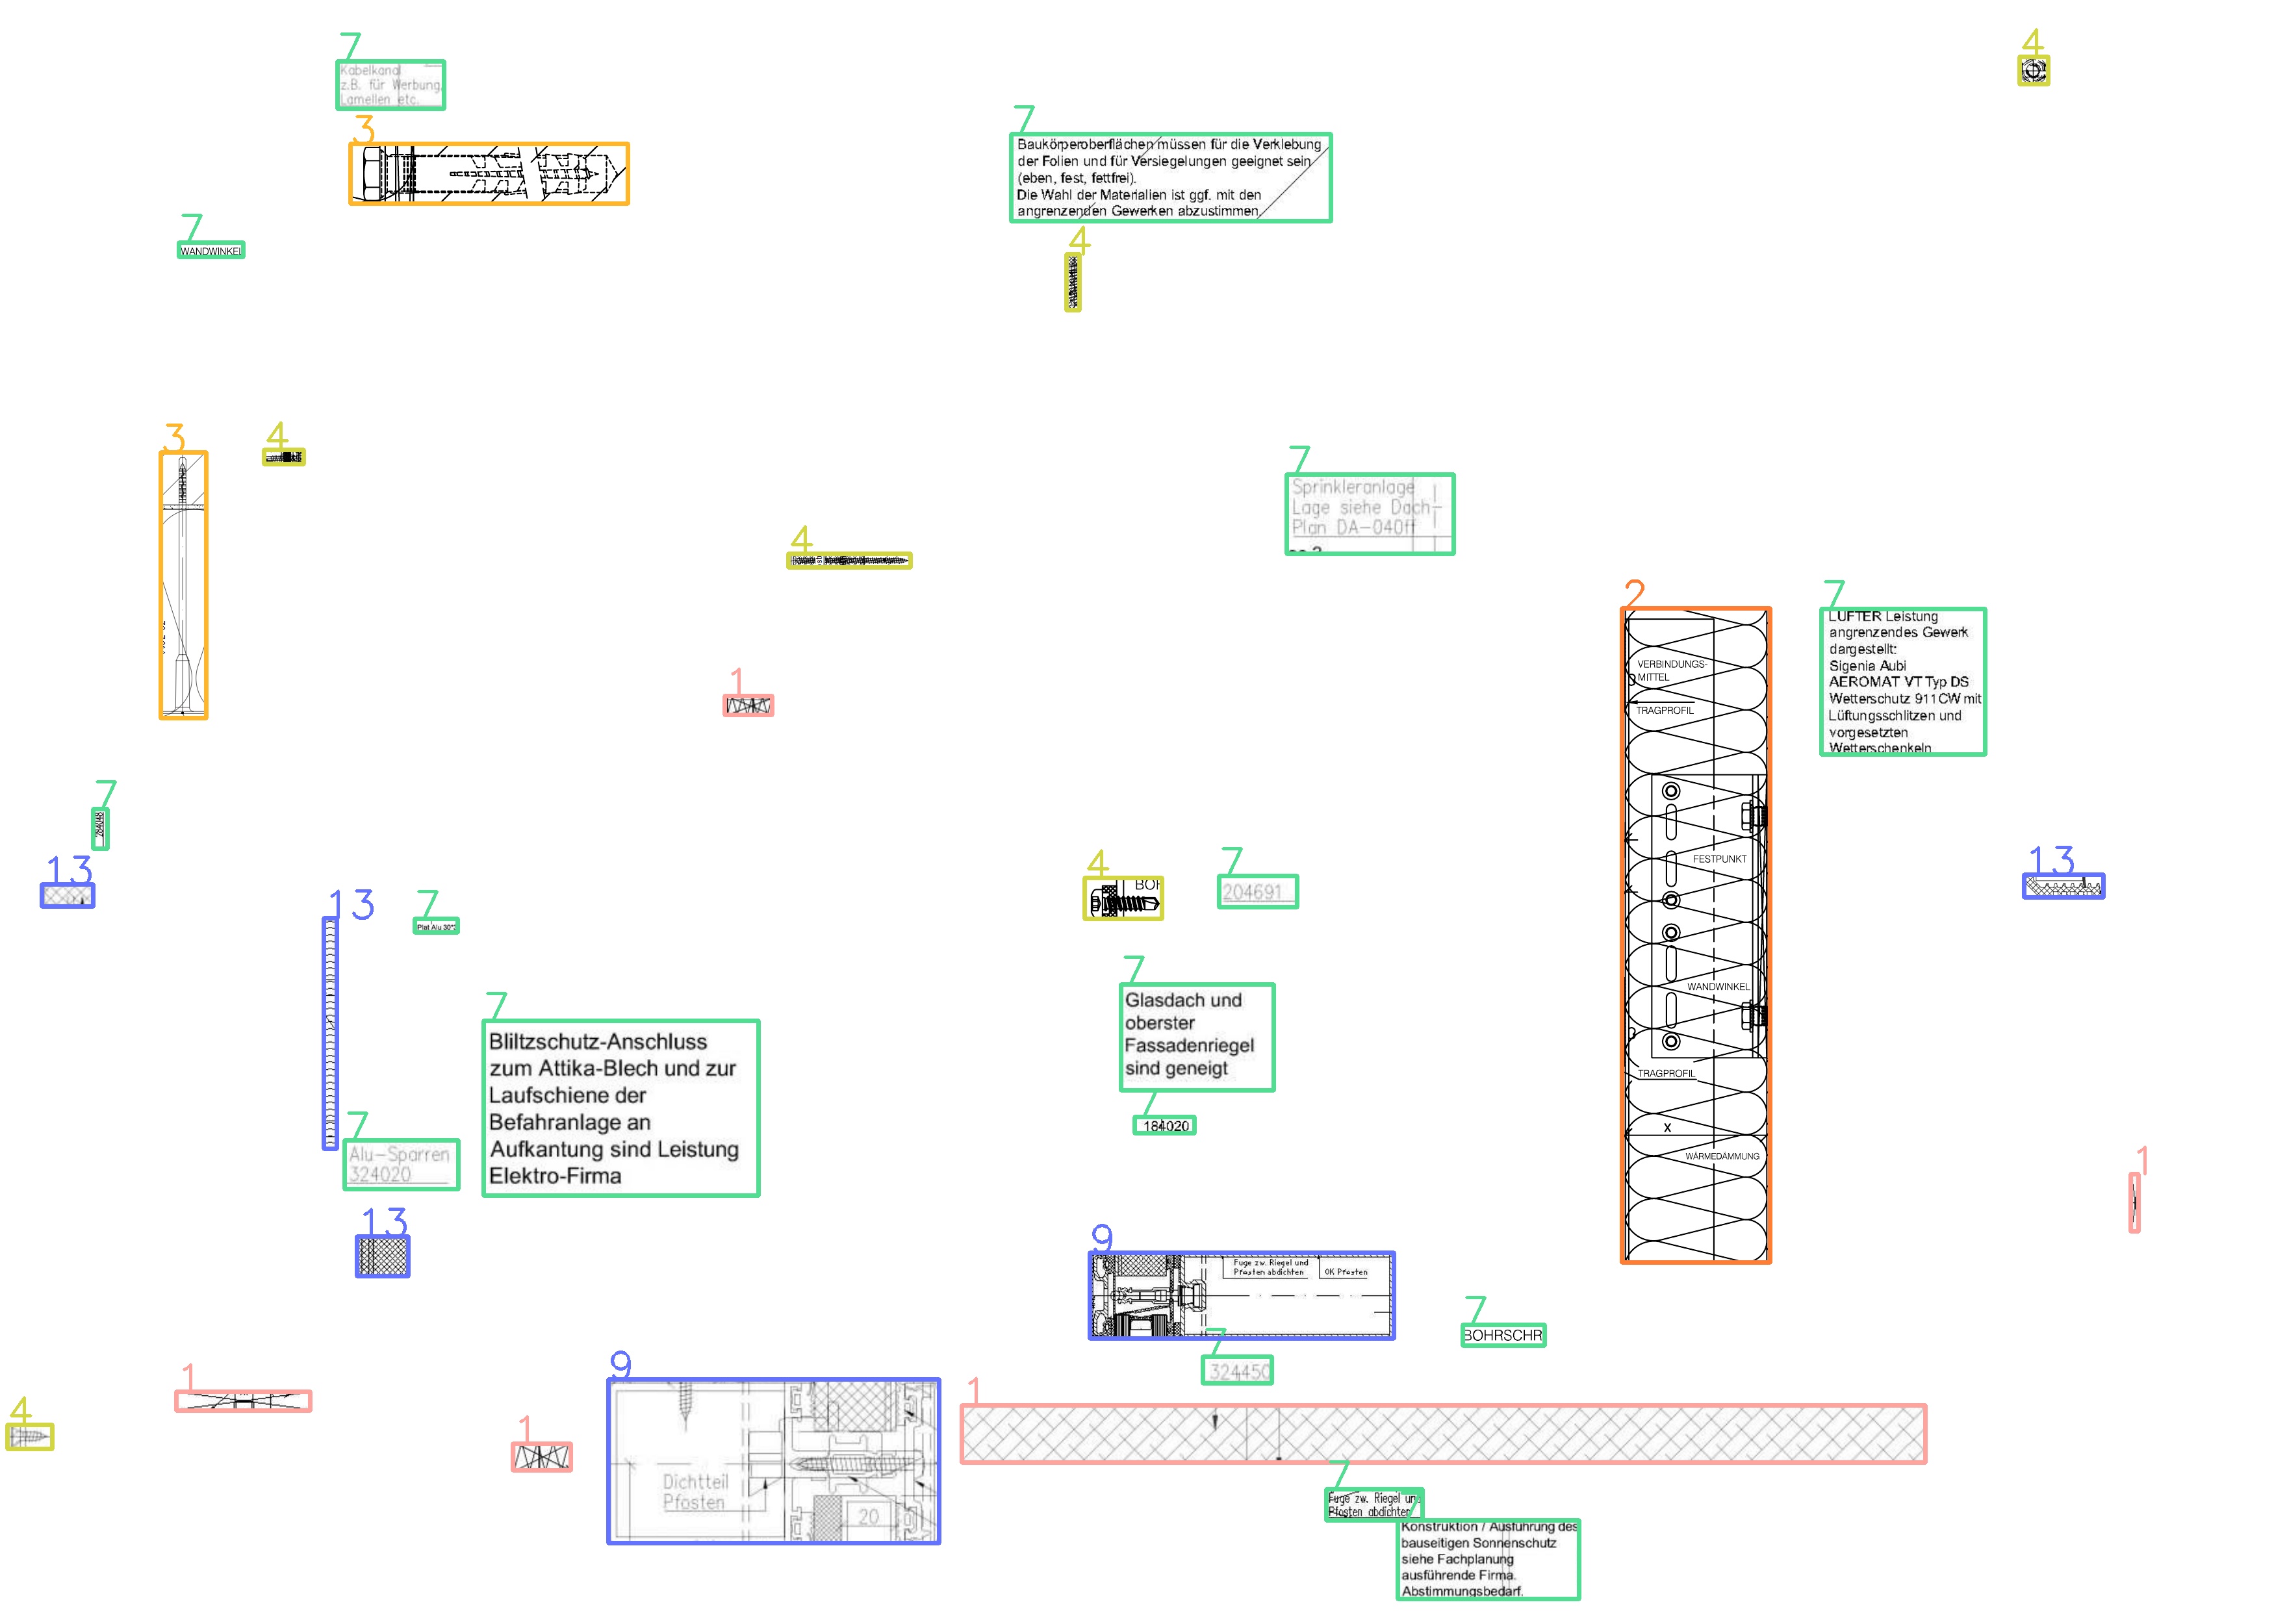 7
Kabelkanal
z.B. für Werbung,
Lamellen etc.
4
3
7
Baukörperoberflächen müssen für die Verklebung
der Folien und für Versiegelungen geeignet sein
(eben, fest, fettfrei).
Die Wahl der Materialien ist ggf. mit den
angrenzenden Gewerken abzustimmen.
7
WANDWINKEL
4
3
4
7
Sprinkleranlage
Lage siehe Dach-
Plan DA-040ff
4
2
VERBINDUNGS-
MITTEL
TRAGPROFIL
FESTPUNKT
WANDWINKEL
TRAGPROFIL
X
WÄRMEDÄMMUNG
7
LÜFTER Leistung
angrenzendes Gewerk
dargestellt:
Sigenia Aubi
AEROMAT VT Typ DS
Wetterschutz 911CW mit
Lüftungsschlitzen und
vorgesetzten
Wetterschenkeln
1
7
284048
13
4
BOH
7
204691
13
13
7
Plat Alu 30*
7
Bliltzschutz-Anschluss
zum Attika-Blech und zur
Laufschiene der
Befahranlage an
Aufkantung sind Leistung
Elektro-Firma
7
Glasdach und
oberster
Fassadenriegel
sind geneigt
7
184020
7
Alu-Sparren
324020
1
13
9
Fuge zw. Riegel und
Pfosten abdichten
OK Pfosten
7
BOHRSCHR
7
324450
1
4
1
9
Dichtteil
Pfosten
20
1
7
Fuge zw. Riegel und
Pfosten abdichten
7
Konstruktion / Ausführung des
bauseitigen Sonnenschutz
siehe Fachplanung
ausführende Firma.
Abstimmungsbedarf.